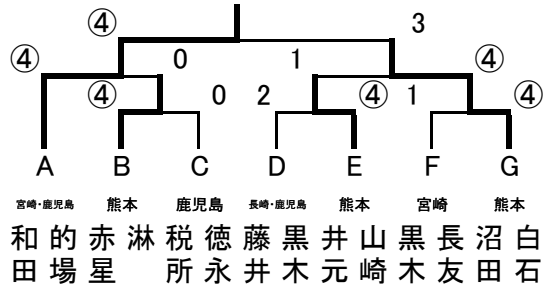 ④ 3
④ 0 1 ④
④ 0 2 ④ 1 ④
A B C D E F G
宮崎・鹿児島 熊本 鹿児島 長崎・鹿児島 熊本 宮崎 熊本
和 的 赤 淋 税 徳 藤 黒 井 山 黒 長 沼 白
田 場 星 所 永 井 木 元 崎 木 友 田 石